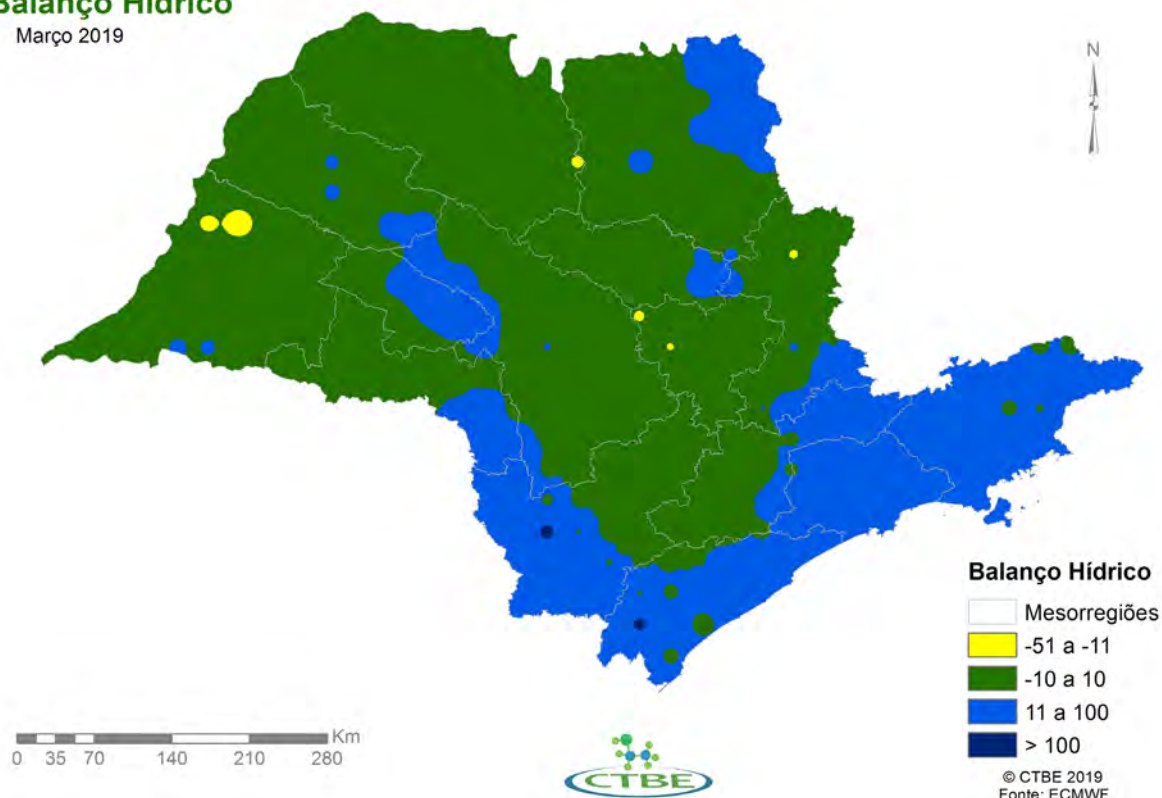 Balanço Hídrico
Março 2019
N
Balanço Hídrico
Mesorregiões
-51 a -11
-10 a 10
11 a 100
> 100
Km
0 35 70 140 210 280
CTBE
© CTBE 2019
Fonte: ECMWF